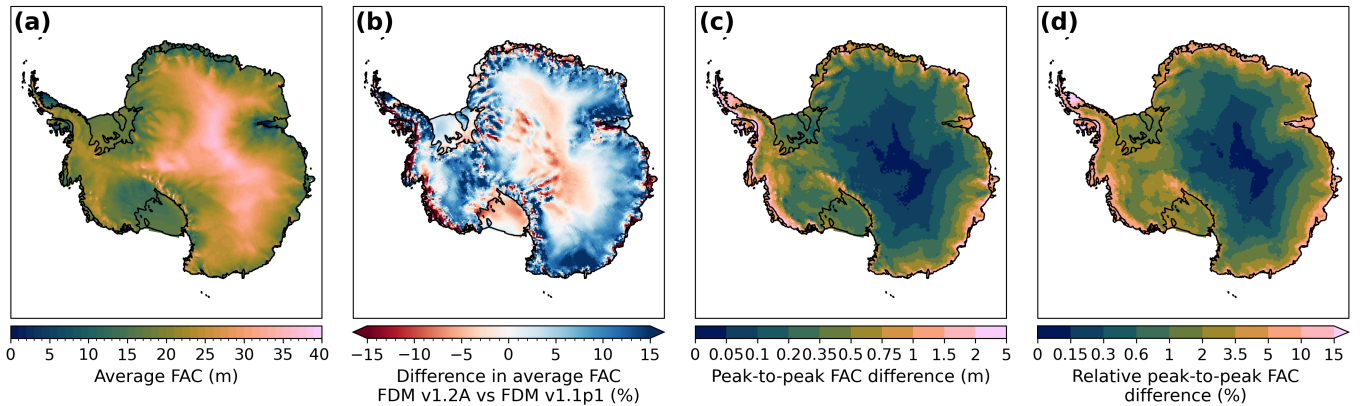 (a) (b) (c) (d)
0 5 10 15 20 25 30 35 40
−15 −10 −5 0 5 10 15
0 0.05 0.1 0.20 0.35 0.5 0.75 1 1.5 2 5
0 0.15 0.3 0.6 1 2 3.5 5 10 15
Average FAC (m)
Difference in average FAC
FDM v1.2A vs FDM v1.1p1 (%)
Peak-to-peak FAC difference (m)
Relative peak-to-peak FAC
difference (%)